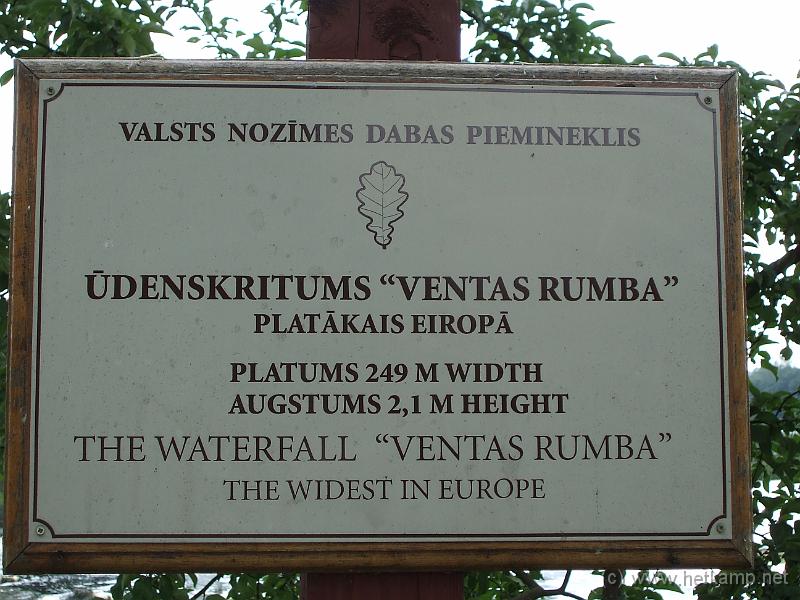 VALSTS NOZĪMES DABAS PIEMINEKLIS
ŪDENSKRITUMS “VENTAS RUMBA”
PLATĀKAIS EIROPĀ
PLATUMS 249 M WIDTH
AUGSTUMS 2,1 M HEIGHT
THE WATERFALL “VENTAS RUMBA”
THE WIDEST IN EUROPE
(c) www.hefkamp.net